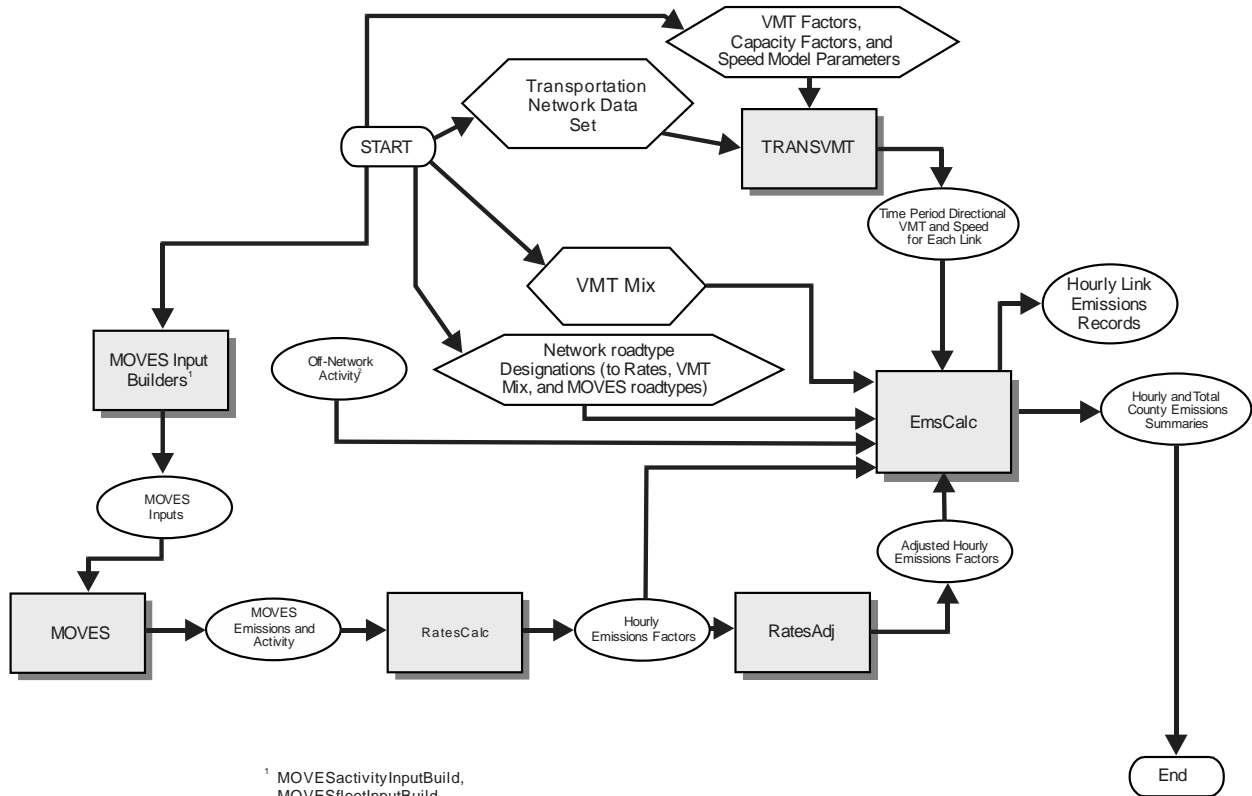 VMT Factors,
Capacity Factors, and
Speed Model Parameters
Transportation
Network Data
Set
START
TRANSVMT
Time Period Directional
VMT and Speed
for Each Link
VMT Mix
Hourly Link
Emissions
Records
MOVES Input
Builders¹
Off-Network
Activity²
Network roadtype
Designations (to Rates, VMT
Mix, and MOVES roadtypes)
EmsCalc
Hourly and Total
County Emissions
Summaries
MOVES
Inputs
Adjusted Hourly
Emissions Factors
MOVES
MOVES
Emissions and
Activity
RatesCalc
Hourly
Emissions Factors
RatesAdj
¹ MOVESactivityInputBuild,
MOVESfleetInputBuild
End